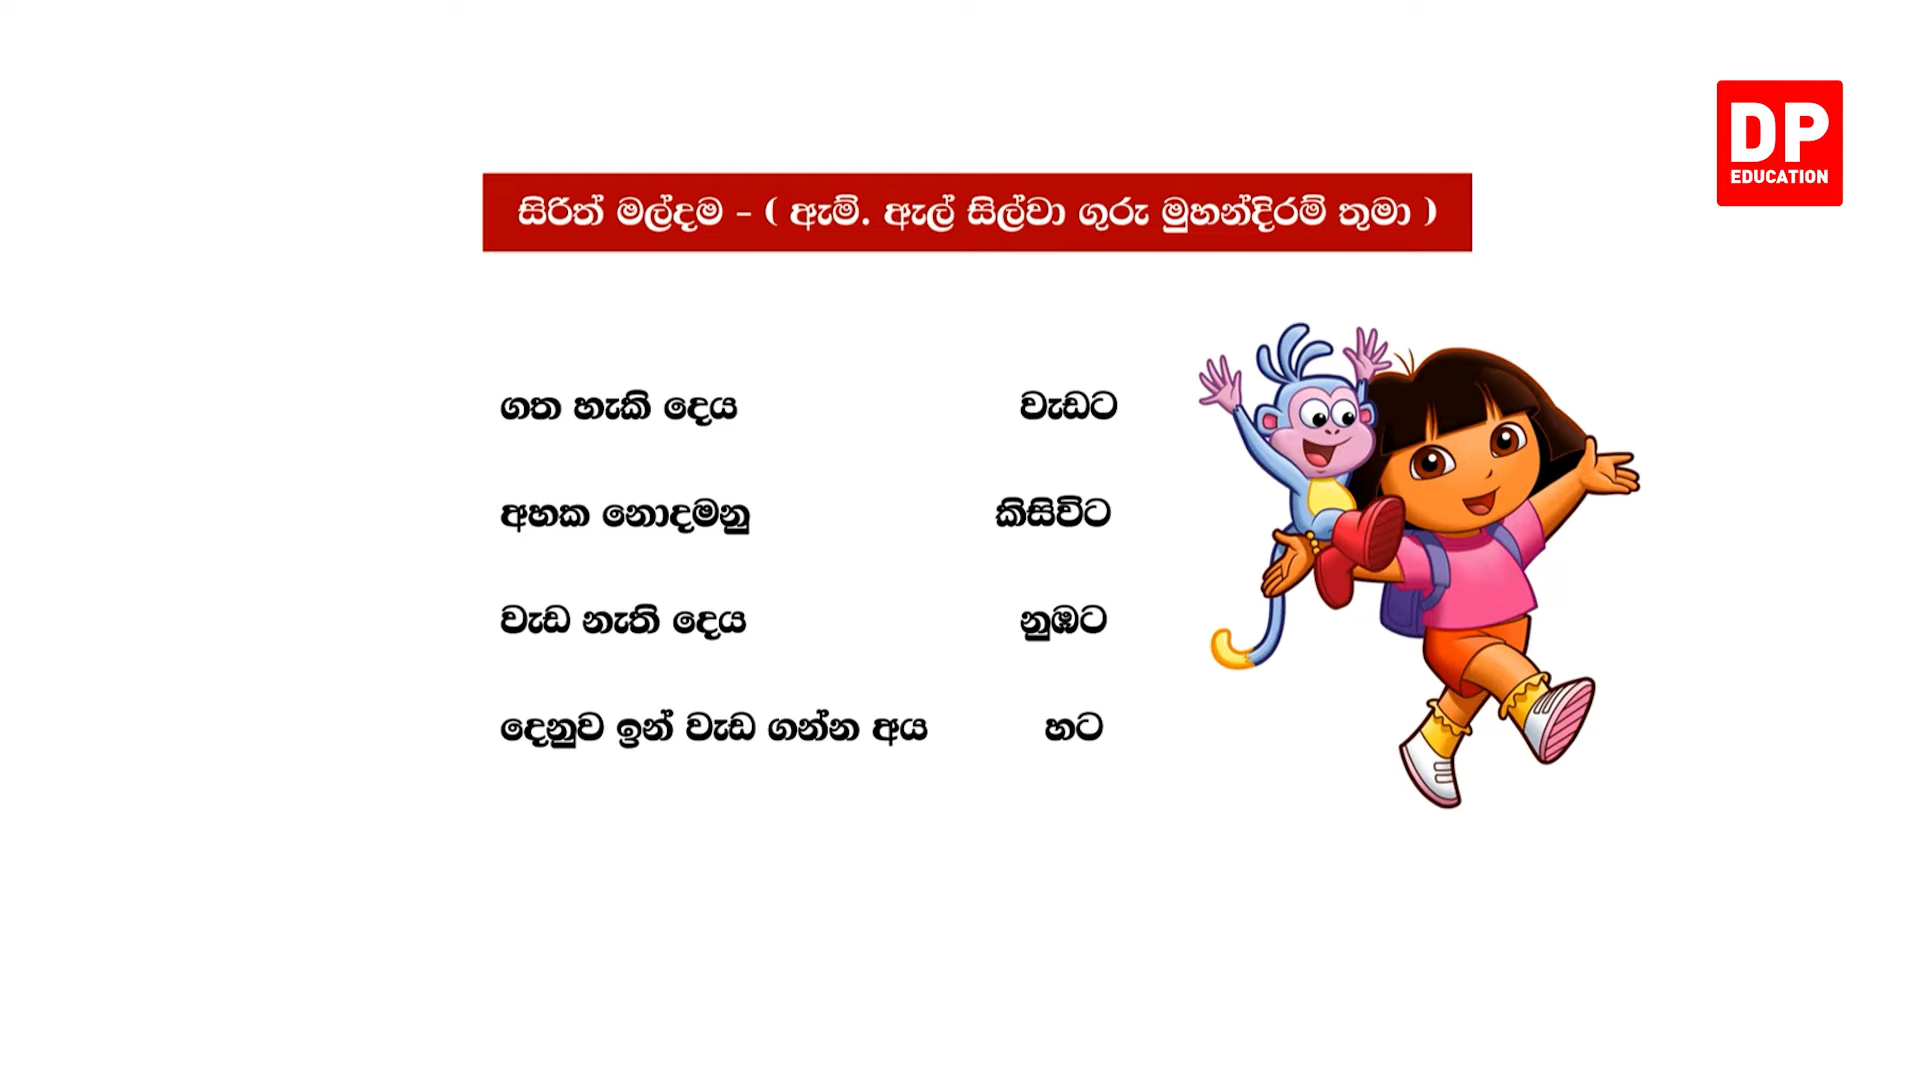 DP
EDUCATION
සිරිත් මල්දම - ( ඇම්. ඇල් සිල්වා ගුරු මුහන්දිරම් තුමා )
ගත හැකි දෙය වැඩට
අහක නොදමනු කිසිවිට
වැඩ නැති දෙය නුඹට
දෙනුව ඉන් වැඩ ගන්න අය හට